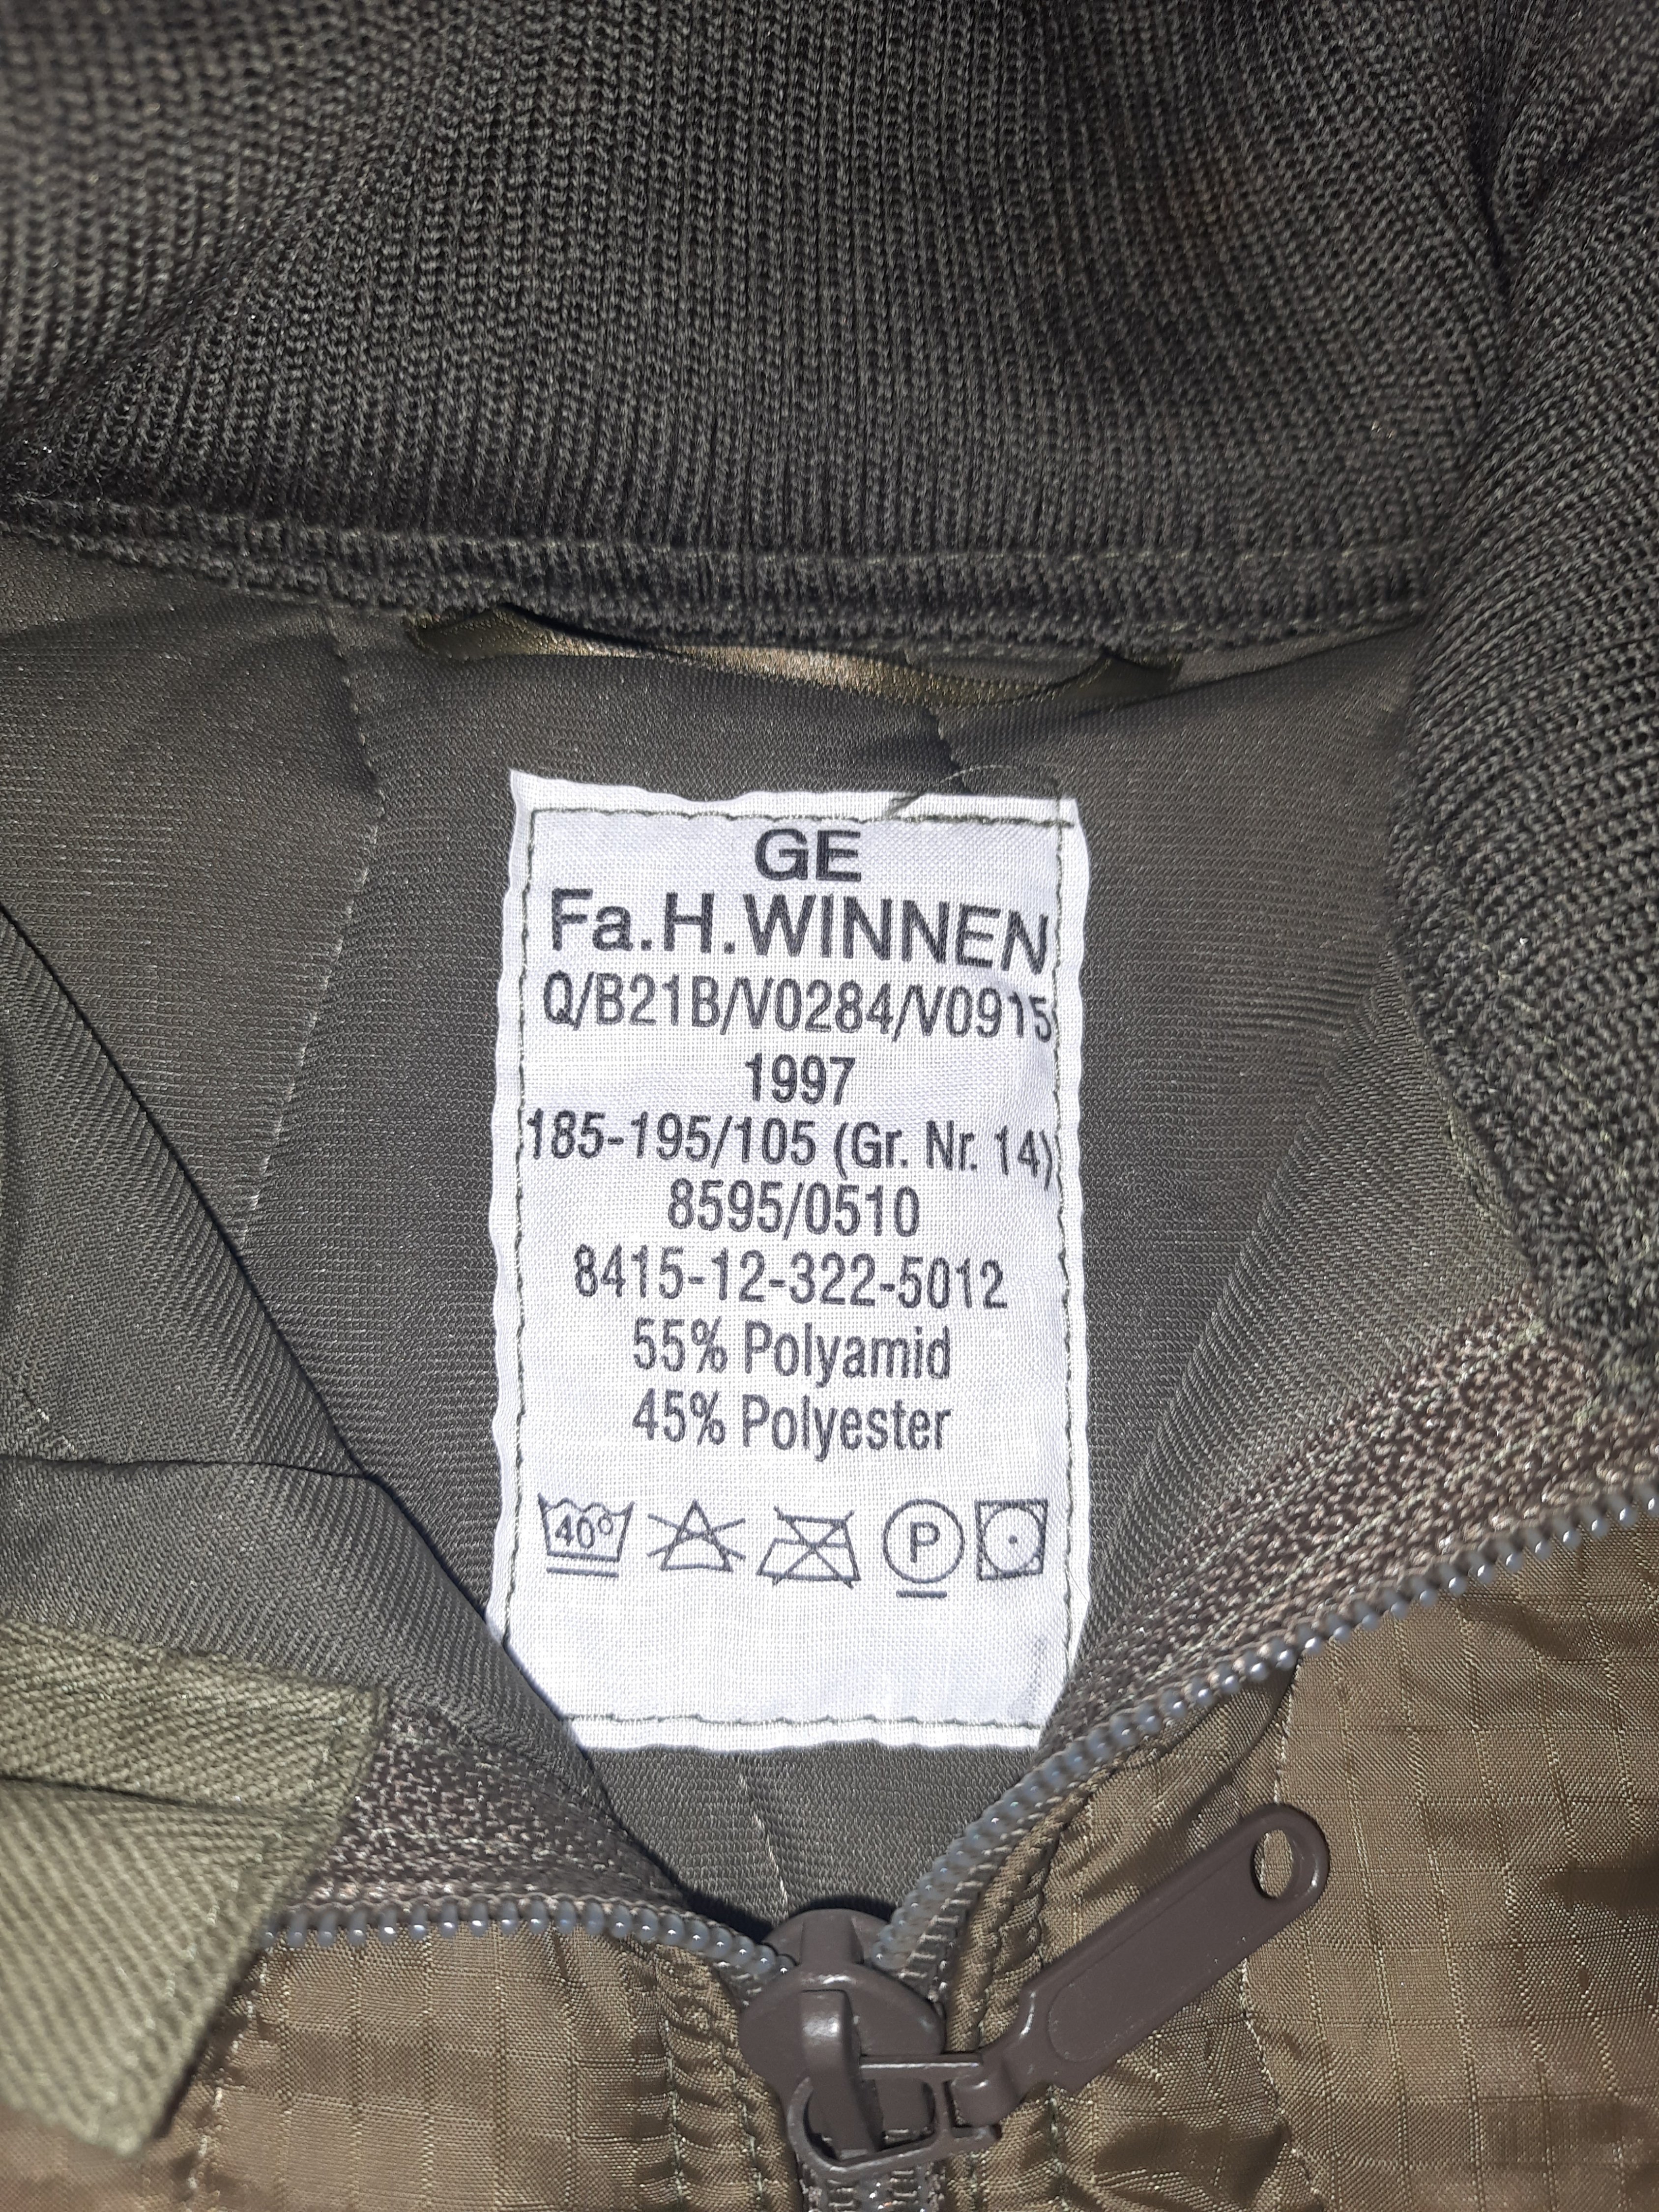 GE
Fa.H.WINNEN
Q/B21B/V0284/V0915
1997
185-195/105 (Gr. Nr. 14)
8595/0510
8415-12-322-5012
55% Polyamid
45% Polyester
40° P